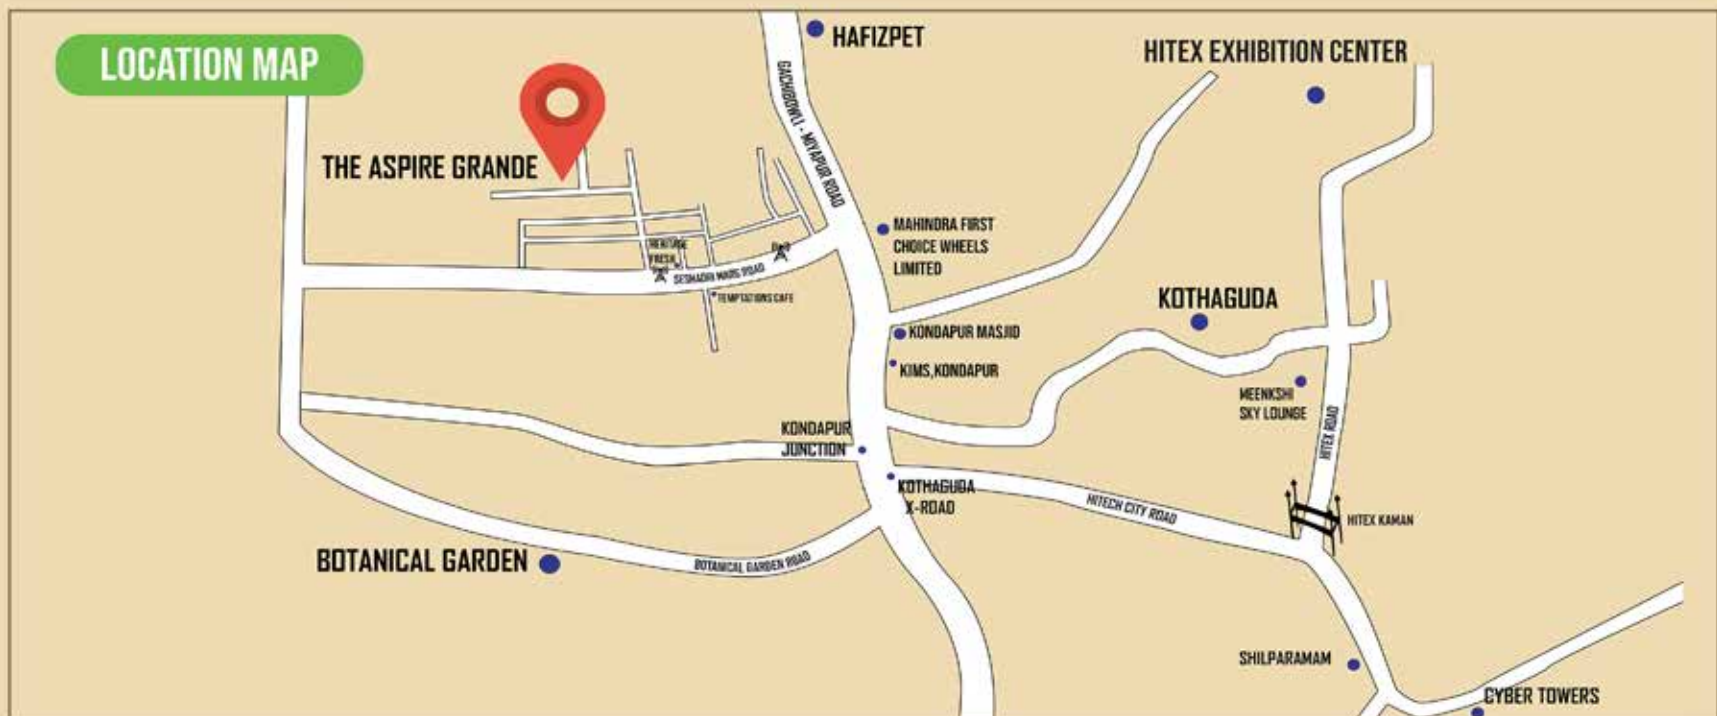 HAFIZPET
HITEX EXHIBITION CENTER
LOCATION MAP
GACHIBOWLI - MIYAPUR ROAD
THE ASPIRE GRANDE
MAHINDRA FIRST
CHOICE WHEELS
LIMITED
HERITAGE
FRESH
SESHADRI MARG ROAD
TEMPTATIONS CAFE
KOTHAGUDA
KONDAPUR MASJID
KIMS,KONDAPUR
MEENKSHI
SKY LOUNGE
HITEX ROAD
KONDAPUR
JUNCTION
KOTHAGUDA
X-ROAD
HITECH CITY ROAD
HITEX KAMAN
BOTANICAL GARDEN
BOTANICAL GARDEN ROAD
SHILPARAMAM
CYBER TOWERS